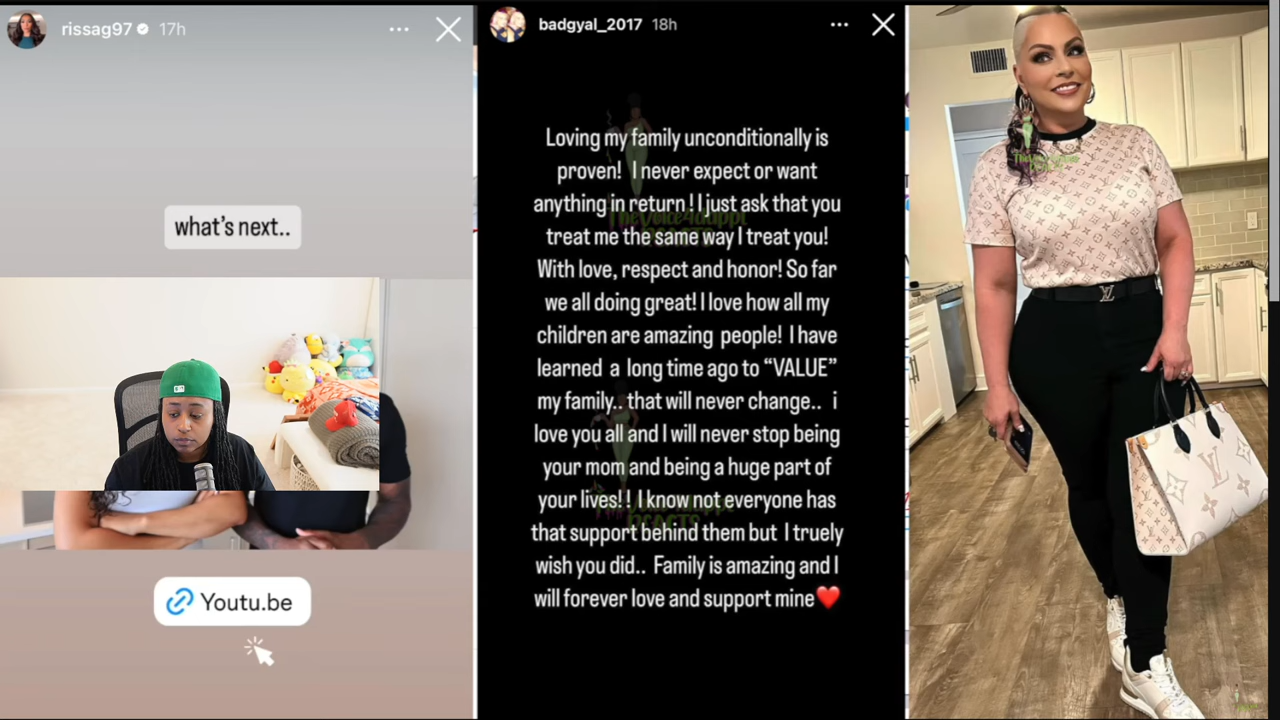 rissag97 17h
what's next..
Youtu.be
badgyal_2017 18h
Loving my family unconditionally is
proven! I never expect or want
anything in return! I just ask that you
treat me the same way I treat you!
With love, respect and honor! So far
we all doing great! I love how all my
children are amazing people! I have
learned a long time ago to “VALUE”
my family.. that will never change.. i
love you all and I will never stop being
your mom and being a huge part of
your lives!! I know not everyone has
that support behind them but I truely
wish you did.. Family is amazing and I
will forever love and support mine❤️